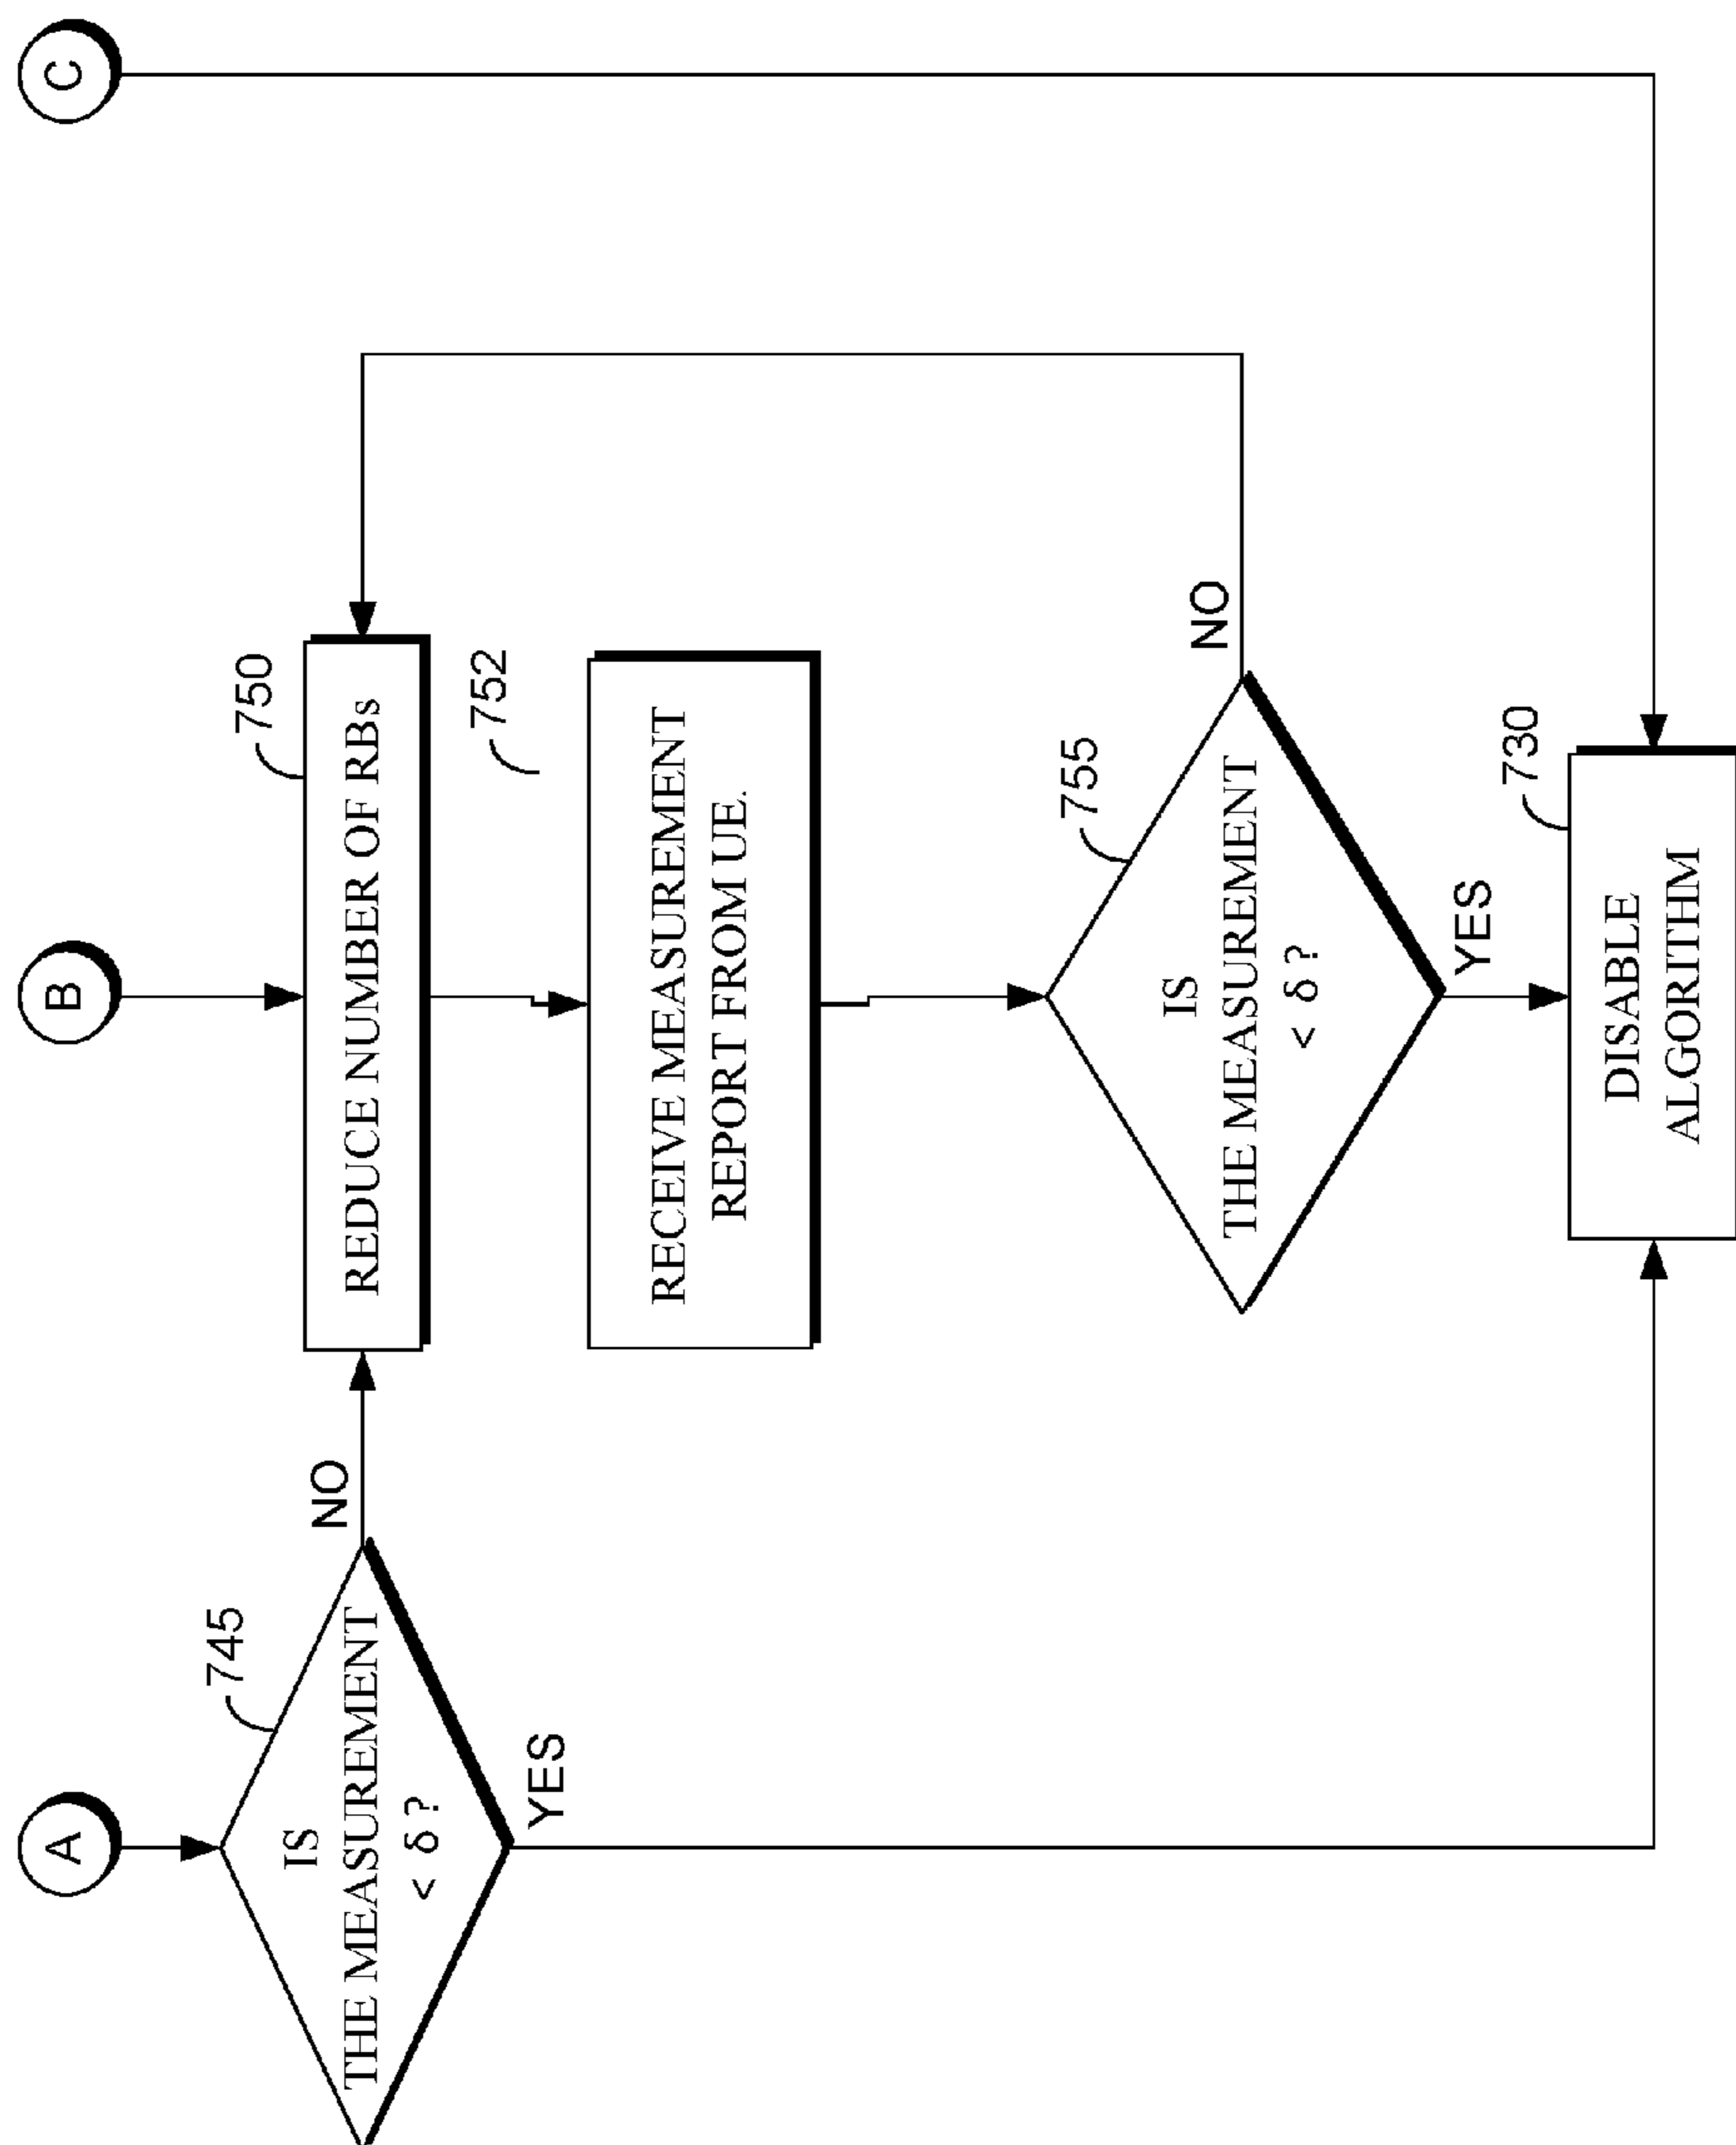 A
B
C
745
IS
THE MEASUREMENT
< δ ?
NO
YES
750
REDUCE NUMBER OF RBs
752
RECEIVE MEASUREMENT
REPORT FROM UE.
755
IS
THE MEASUREMENT
< δ ?
NO
YES
730
DISABLE
ALGORITHM